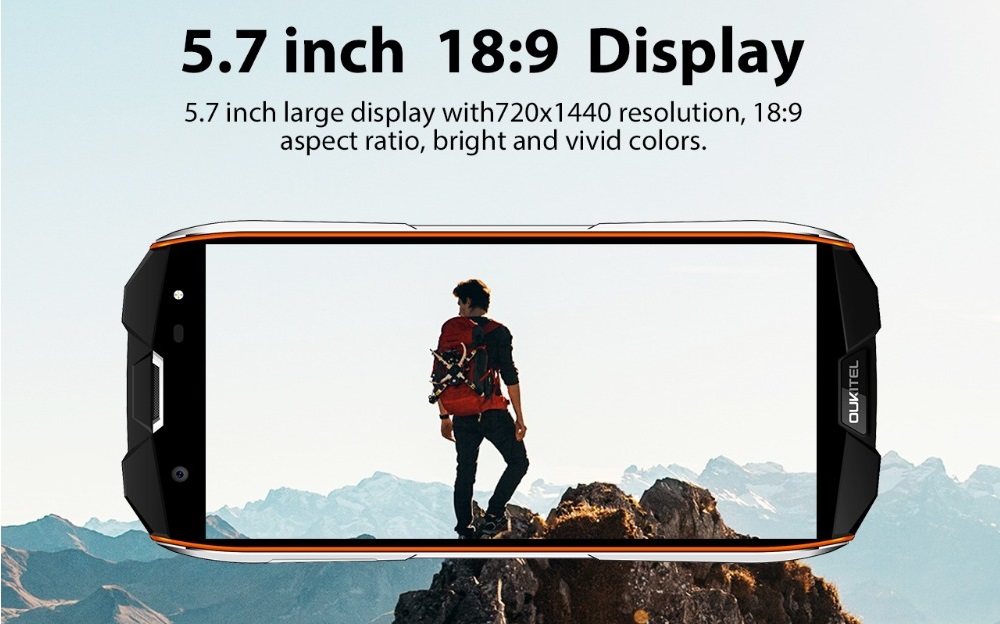 5.7 inch 18:9 Display
5.7 inch large display with720x1440 resolution, 18:9
aspect ratio, bright and vivid colors.
OUKITEL